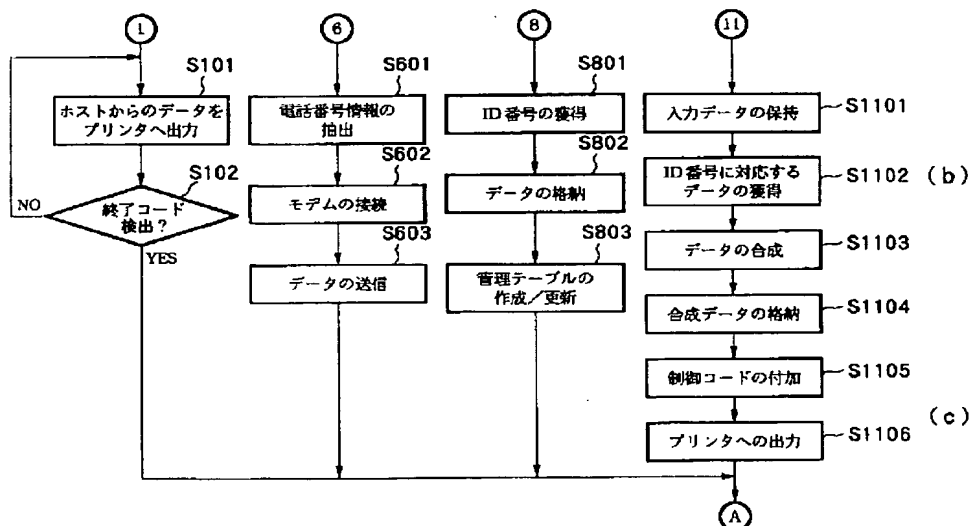 1
S101
ホストからのデータを
プリンタへ出力
S102
終了コード
検出?
NO
YES
6
S601
電話番号情報の
抽出
S602
モデムの接続
S603
データの送信
8
S801
ID番号の獲得
S802
データの格納
S803
管理テーブルの
作成/更新
11
入力データの保持
S1101
ID番号に対応する
データの獲得
S1102
(b)
データの合成
S1103
合成データの格納
S1104
制御コードの付加
S1105
プリンタへの出力
S1106
(c)
A